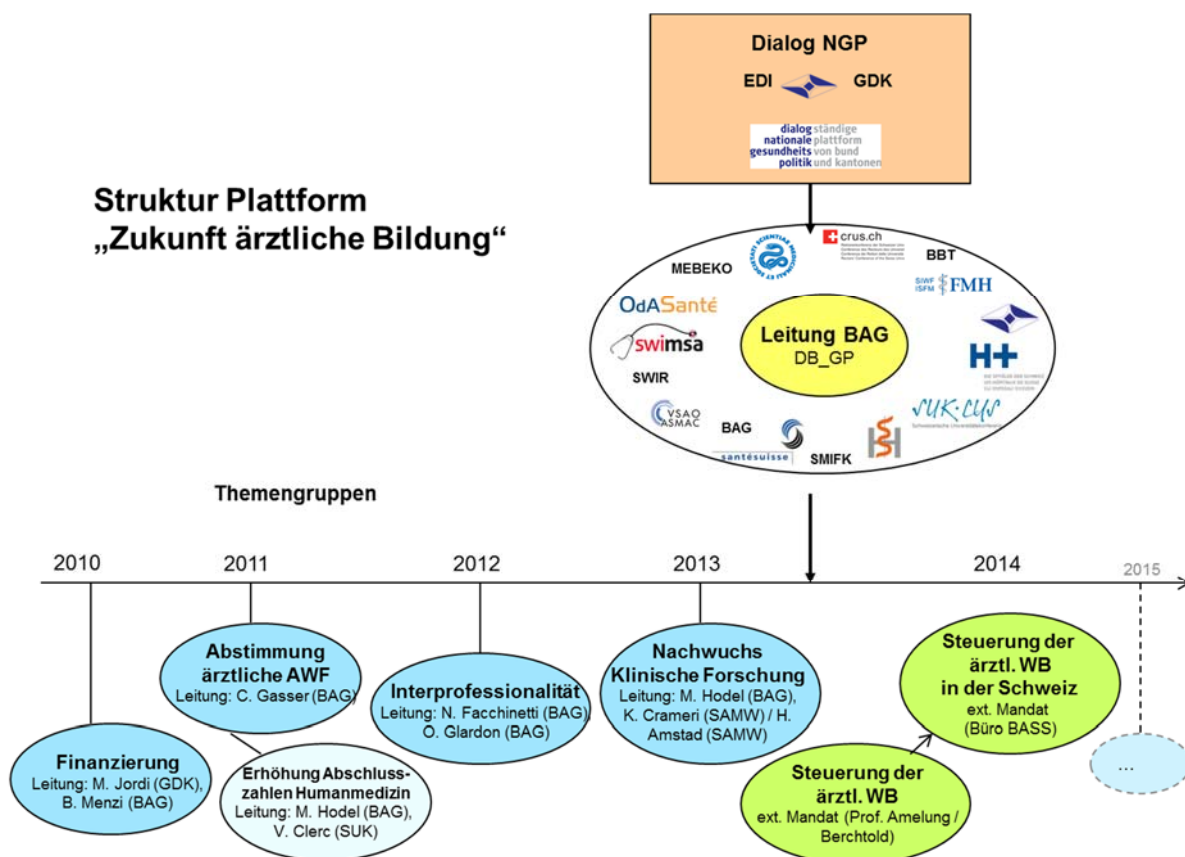 Dialog NGP
EDI GDK
dialog ständige
nationale plattform
gesundheits von bund
politik und kantonen
Struktur Plattform
„Zukunft ärztliche Bildung“
MEBEKO
crus.ch
BBT
SIWF
ISFM
FMH
OdASanté
swimsa
Leitung BAG
DB_GP
H+
SWIR
VSAO
ASMAC
BAG
santésuisse
SMIFK
SUK·CUS
Schweizerische Universitätskonferenz
Themengruppen
2010
2011
2012
2013
2014
2015
Finanzierung
Leitung: M. Jordi (GDK),
B. Menzi (BAG)
Abstimmung
ärztliche AWF
Leitung: C. Gasser (BAG)
Erhöhung Abschluss-
zahlen Humanmedizin
Leitung: M. Hodel (BAG),
V. Clerc (SUK)
Interprofessionalität
Leitung: N. Facchinetti (BAG)
O. Glardon (BAG)
Nachwuchs
Klinische Forschung
Leitung: M. Hodel (BAG),
K. Crameri (SAMW) / H.
Amstad (SAMW)
Steuerung der
ärztl. WB
ext. Mandat (Prof. Amelung /
Berchtold)
Steuerung der
ärztl. WB
in der Schweiz
ext. Mandat
(Büro BASS)
...